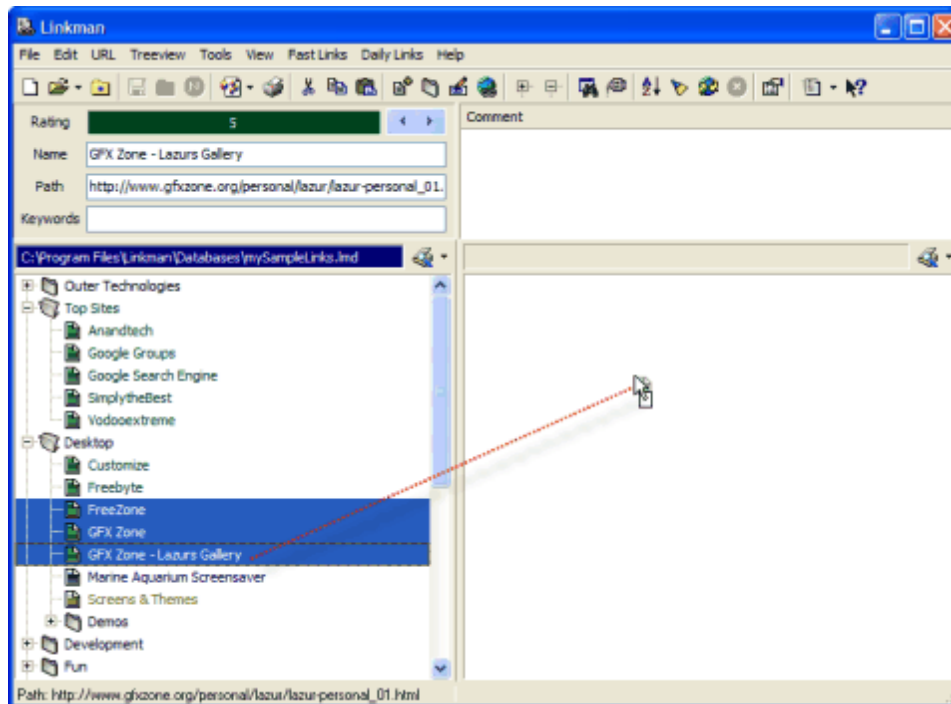 Linkman
File Edit URL Treeview Tools View Fast Links Daily Links Help
Rating 5
Comment
Name GFX Zone - Lazurs Gallery
Path http://www.gfxzone.org/personal/lazur/lazur-personal_01.
Keywords
C:\Program Files\Linkman\Databases\mySampleLinks.lmd
Outer Technologies
Top Sites
Anandtech
Google Groups
Google Search Engine
SimplytheBest
Vodooextreme
Desktop
Customize
Freebyte
FreeZone
GFX Zone
GFX Zone - Lazurs Gallery
Marine Aquarium Screensaver
Screens & Themes
Demos
Development
Fun
Path: http://www.gfxzone.org/personal/lazur/lazur-personal_01.html